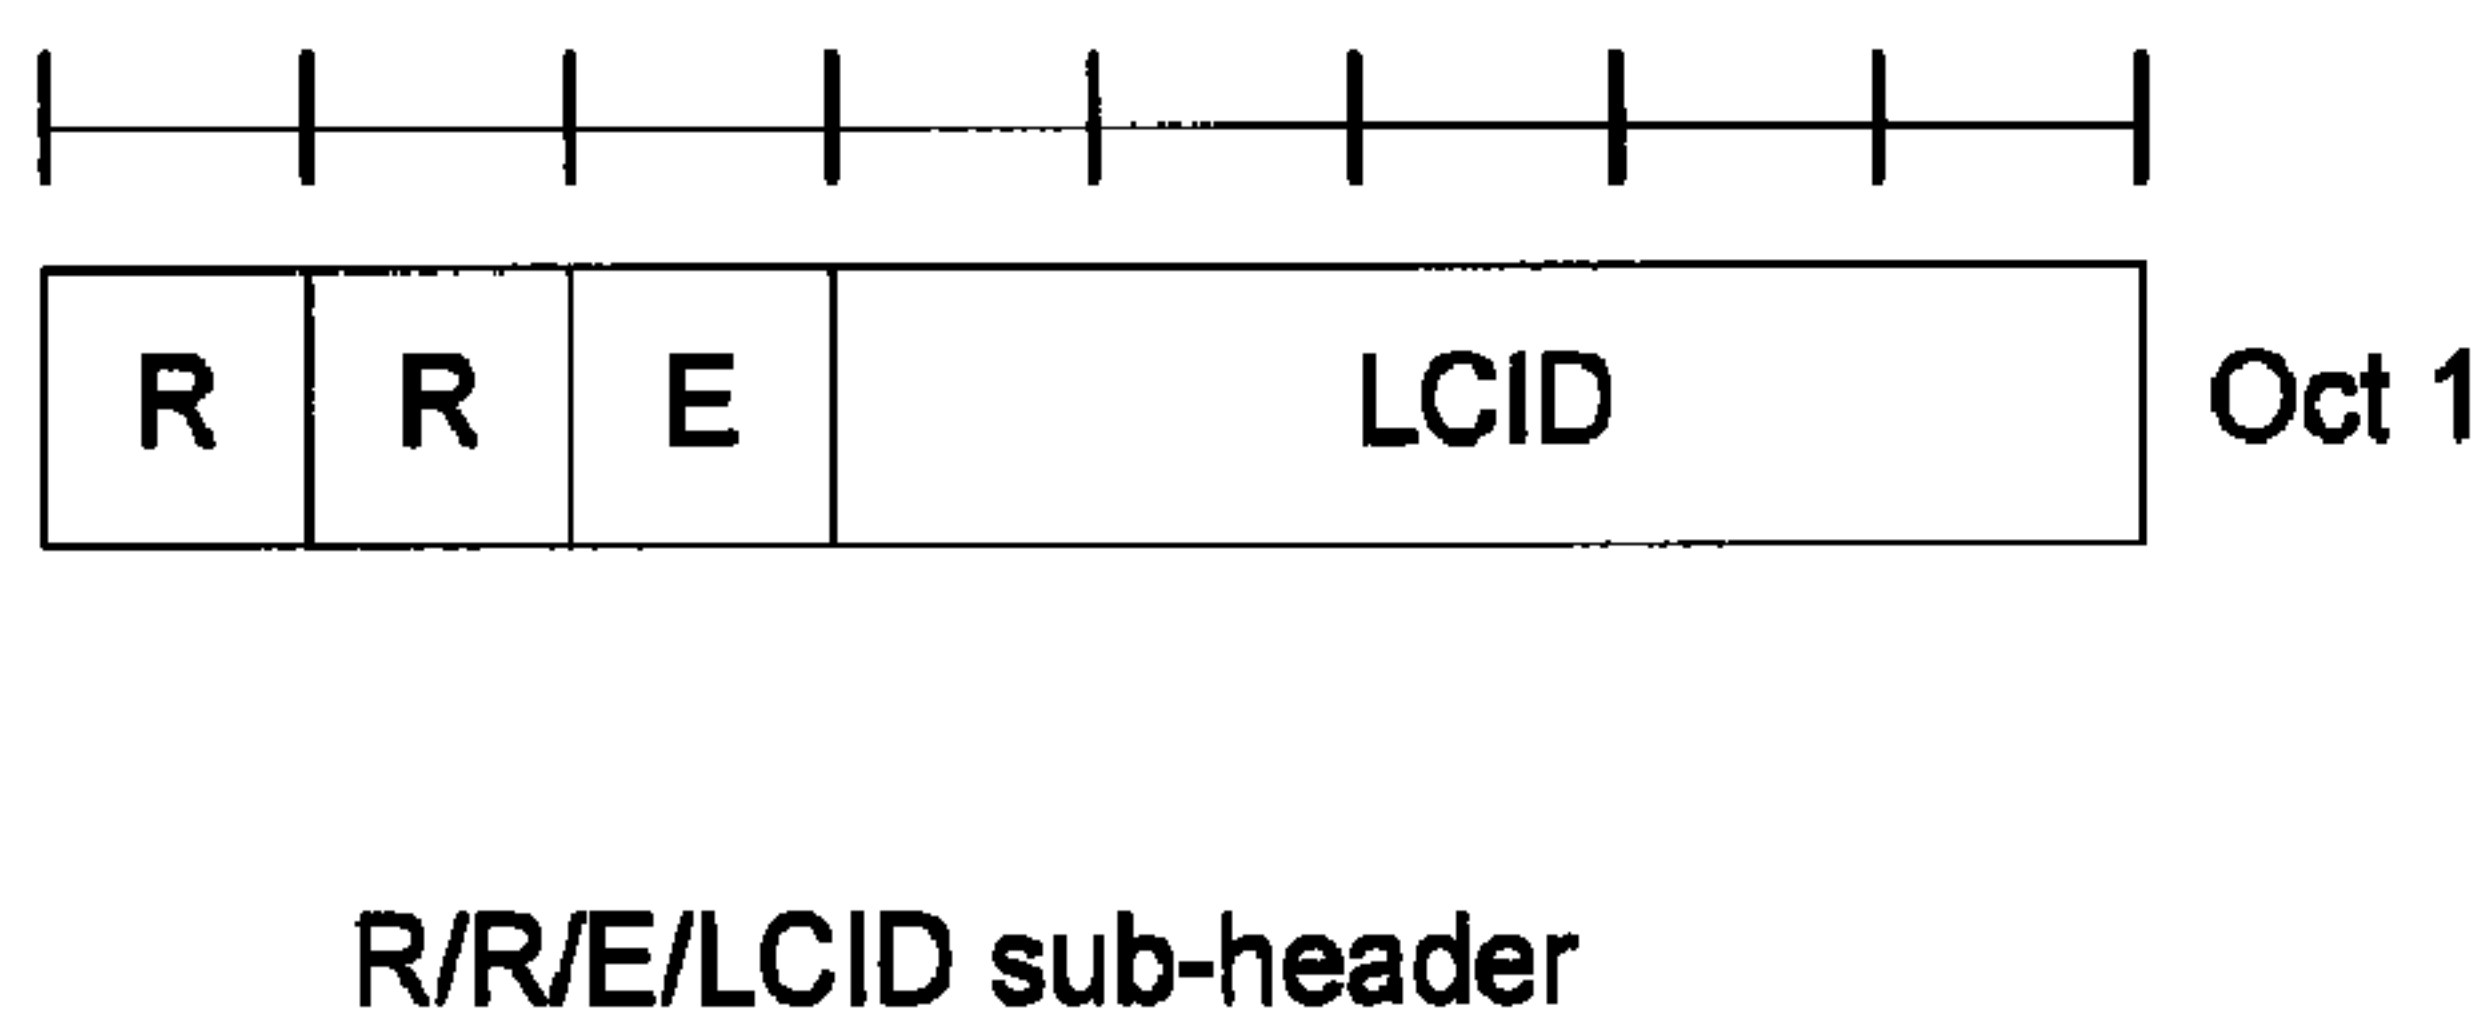 R R E LCID Oct 1
R/R/E/LCID sub-header